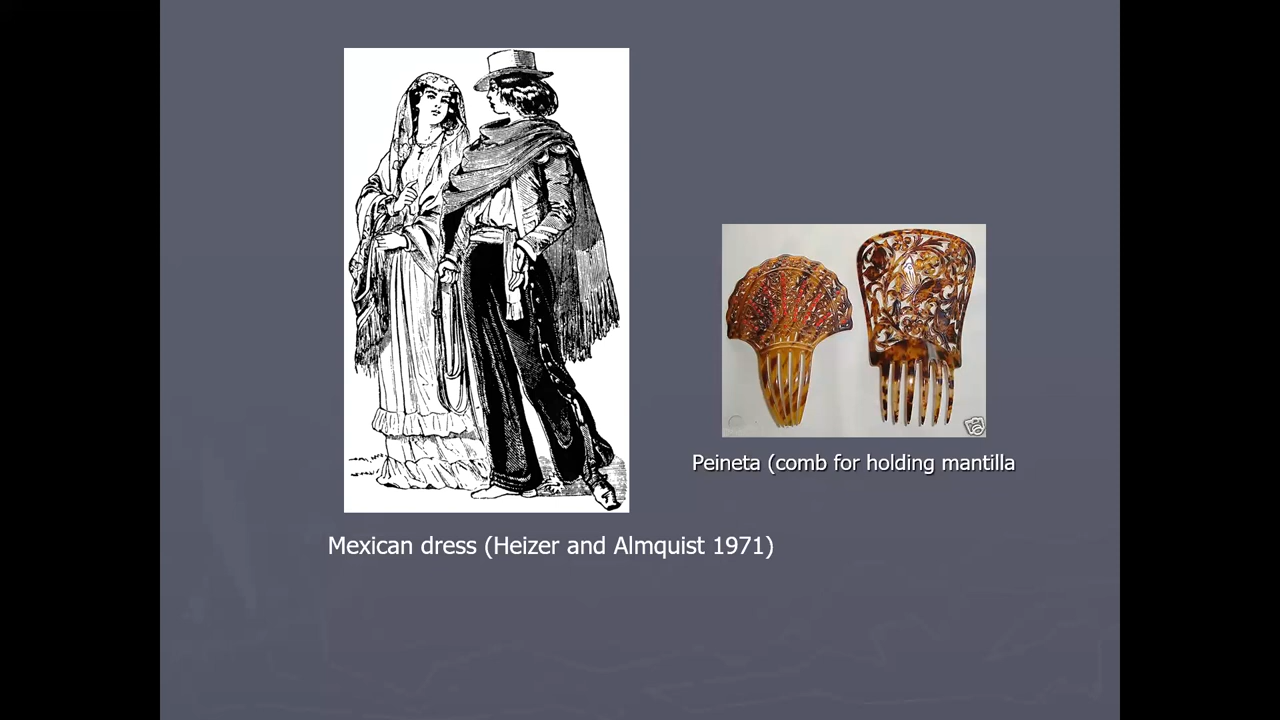 Peineta (comb for holding mantilla
Mexican dress (Heizer and Almquist 1971)